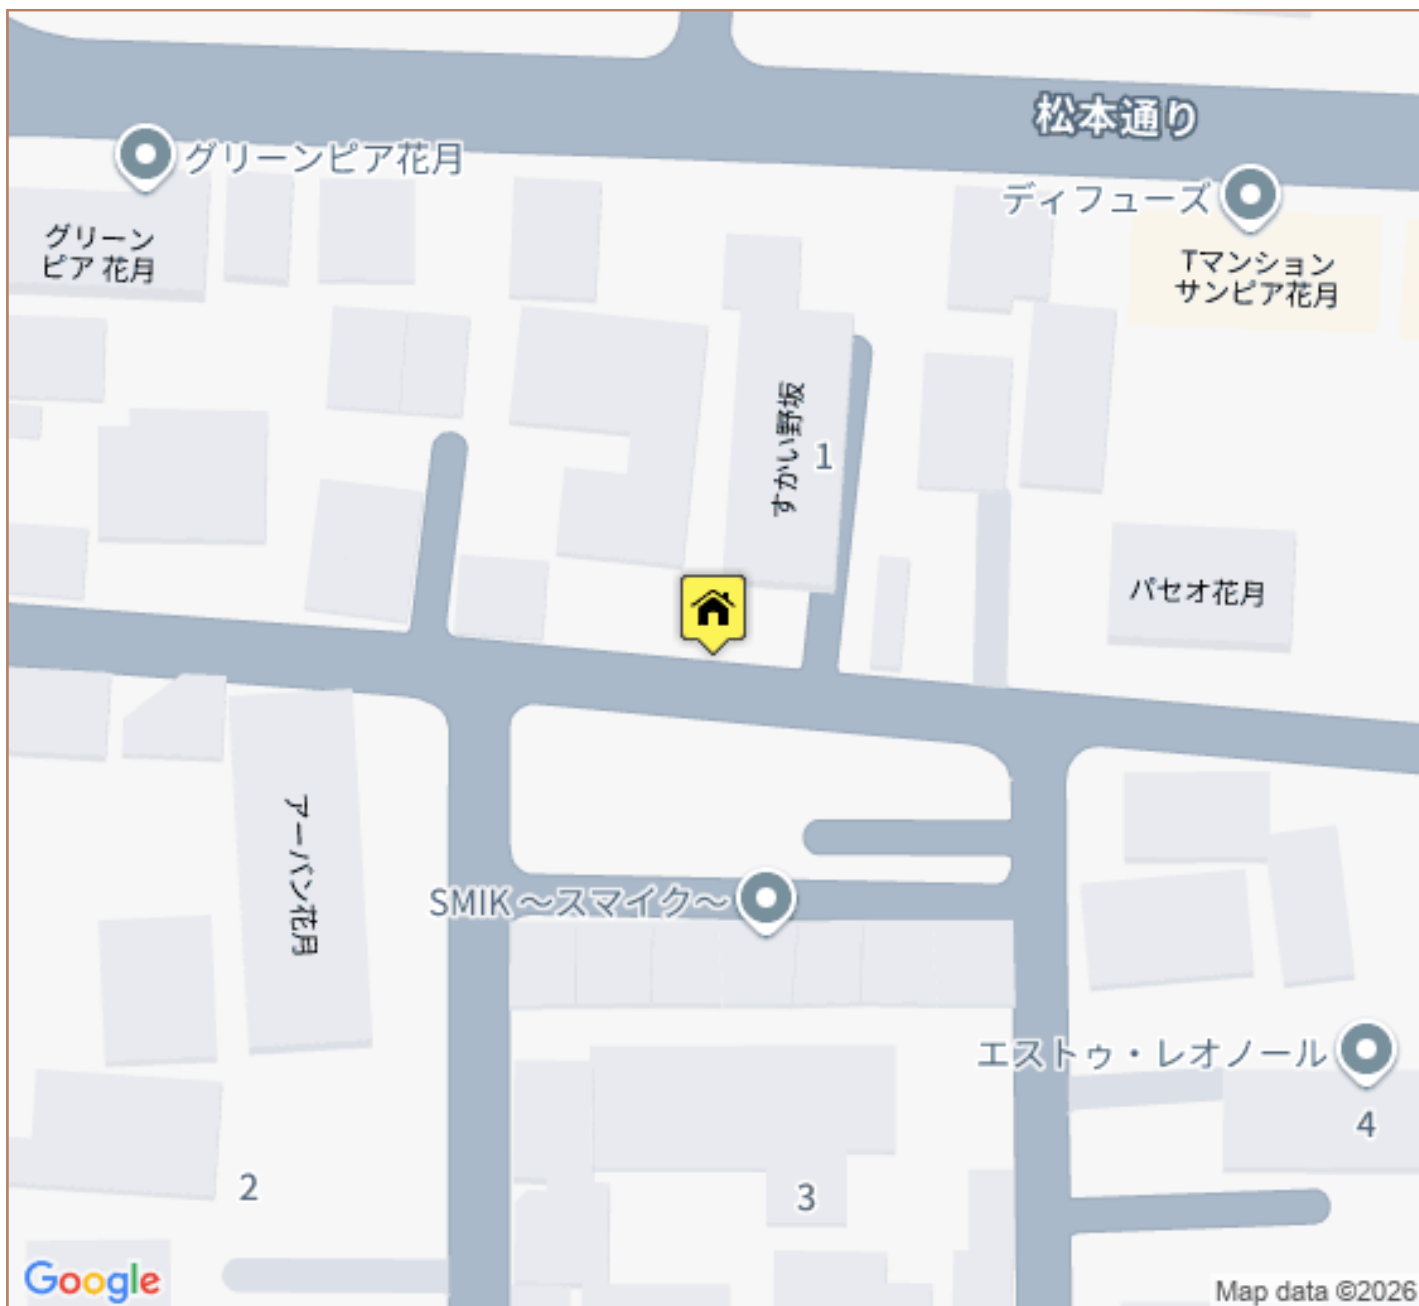 松本通り
グリーンピア花月
ディフューズ
グリーン
ピア 花月
Tマンション
サンピア花月
すかい野坂
1
パセオ花月
アーバン花月
SMIK ～スマイク～
エストゥ・レオノール
4
2
3
Google
Map data ©2026